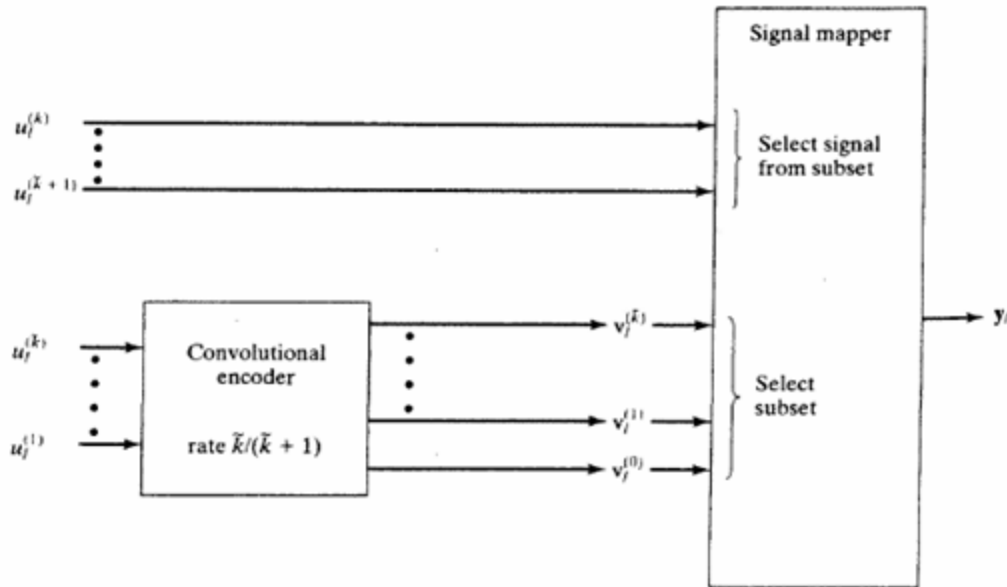 Signal mapper
u_l^(k)
Select signal
from subset
u_l^(k̃ + 1)
v_l^(k̃)
u_l^(k̃)
Convolutional
encoder
Select
subset
v_l^(1)
u_l^(1)
rate k̃/(k̃ + 1)
v_l^(0)
y_l